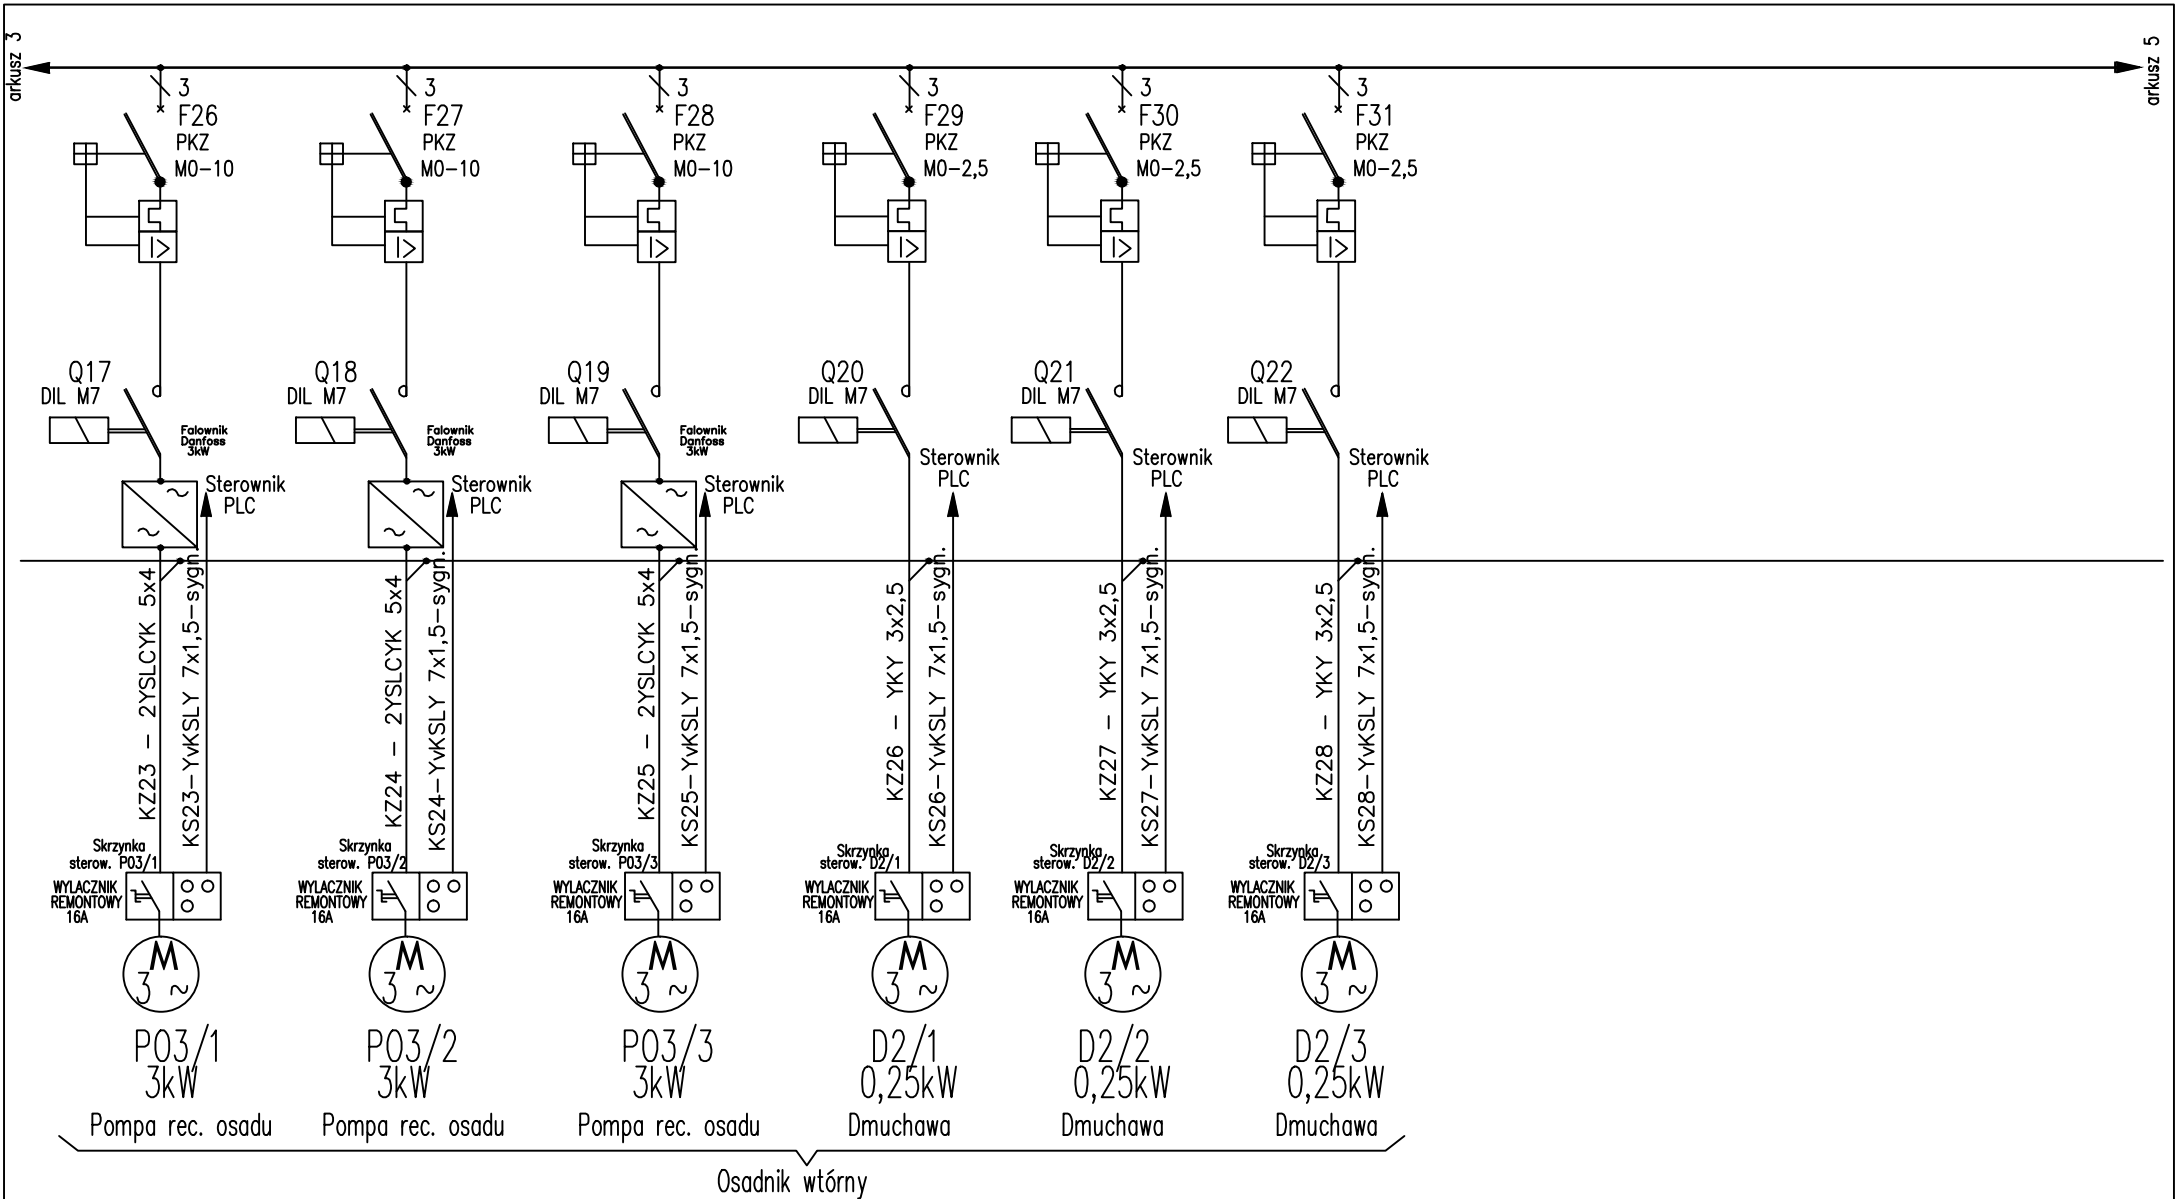 arkusz 3
arkusz 5
3
F26
PKZ
M0-10
3
F27
PKZ
M0-10
3
F28
PKZ
M0-10
3
F29
PKZ
M0-2,5
3
F30
PKZ
M0-2,5
3
F31
PKZ
M0-2,5
I>
I>
I>
I>
I>
I>
Q17
DIL M7
Q18
DIL M7
Q19
DIL M7
Q20
DIL M7
Q21
DIL M7
Q22
DIL M7
Falownik
Danfoss
3kW
Falownik
Danfoss
3kW
Falownik
Danfoss
3kW
Sterownik
PLC
Sterownik
PLC
Sterownik
PLC
Sterownik
PLC
Sterownik
PLC
Sterownik
PLC
~
~
~
~
~
~
KZ23 - 2YSLCYK 5x4
KS23-YvKSLY 7x1,5-sygn.
KZ24 - 2YSLCYK 5x4
KS24-YvKSLY 7x1,5-sygn.
KZ25 - 2YSLCYK 5x4
KS25-YvKSLY 7x1,5-sygn.
KZ26 - YKY 3x2,5
KS26-YvKSLY 7x1,5-sygn.
KZ27 - YKY 3x2,5
KS27-YvKSLY 7x1,5-sygn.
KZ28 - YKY 3x2,5
KS28-YvKSLY 7x1,5-sygn.
Skrzynka
sterow. P03/1
WYLACZNIK
REMONTOWY
16A
Skrzynka
sterow. P03/2
WYLACZNIK
REMONTOWY
16A
Skrzynka
sterow. P03/3
WYLACZNIK
REMONTOWY
16A
Skrzynka
sterow. D2/1
WYLACZNIK
REMONTOWY
16A
Skrzynka
sterow. D2/2
WYLACZNIK
REMONTOWY
16A
Skrzynka
sterow. D2/3
WYLACZNIK
REMONTOWY
16A
M
3 ~
M
3 ~
M
3 ~
M
3 ~
M
3 ~
M
3 ~
P03/1
3kW
Pompa rec. osadu
P03/2
3kW
Pompa rec. osadu
P03/3
3kW
Pompa rec. osadu
D2/1
0,25kW
Dmuchawa
D2/2
0,25kW
Dmuchawa
D2/3
0,25kW
Dmuchawa
Osadnik wtórny